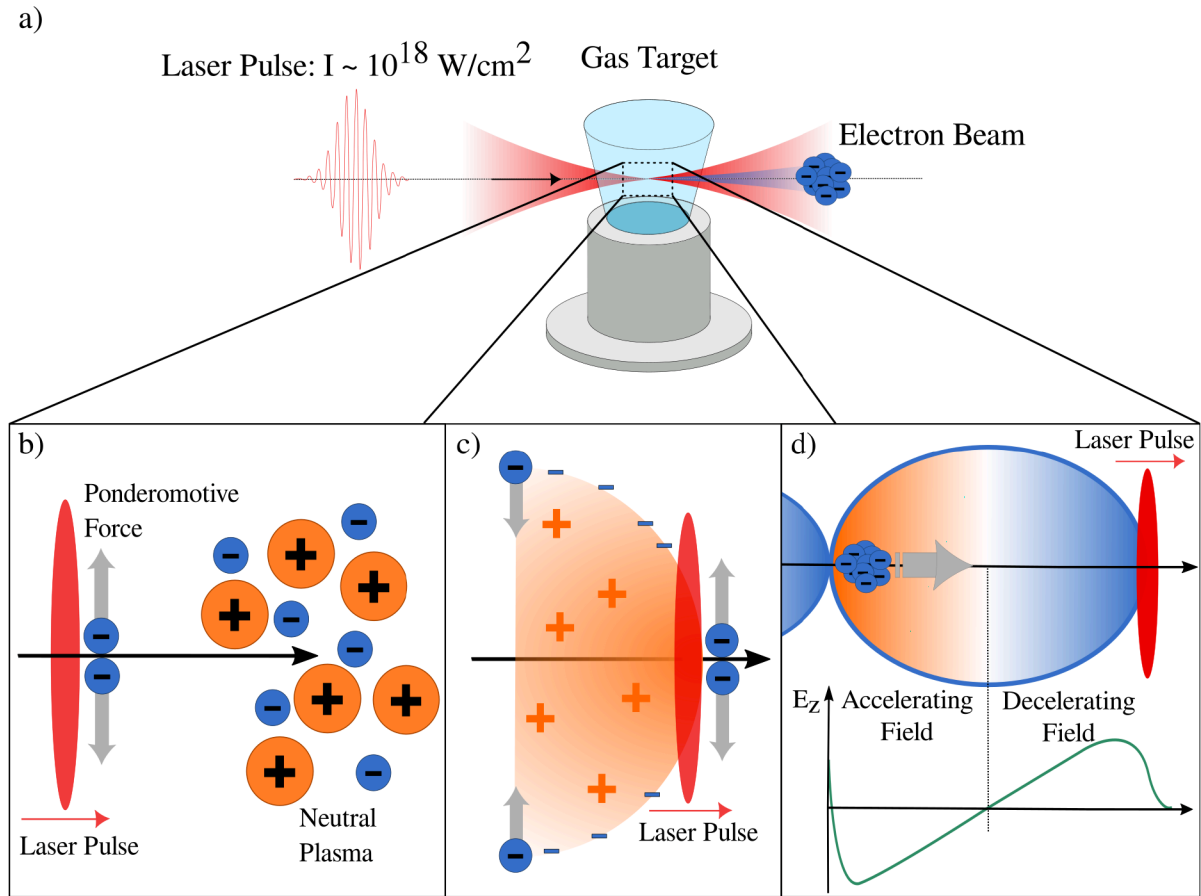 a)
Laser Pulse: I ~ 10^18 W/cm^2
Gas Target
Electron Beam
b)
Ponderomotive
Force
Laser Pulse
Neutral
Plasma
c)
Laser Pulse
d)
Laser Pulse
E_z
Accelerating
Field
Decelerating
Field